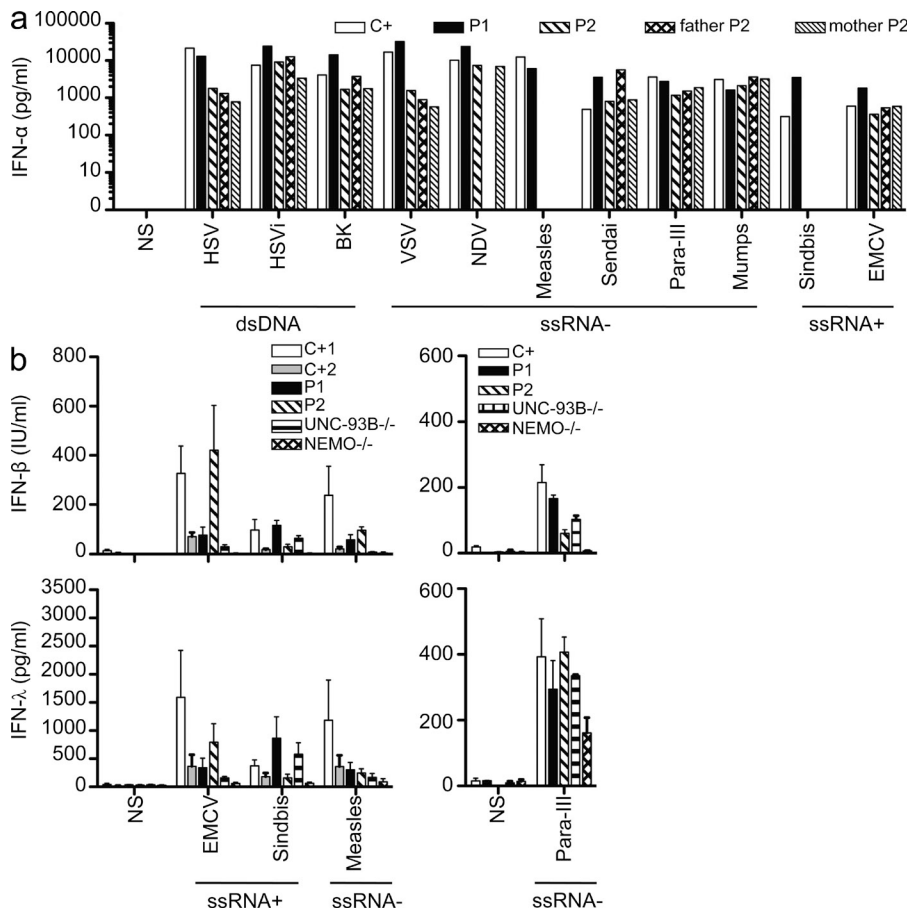 a
C+ P1 P2 father P2 mother P2
IFN-α (pg/ml)
100000
10000
1000
100
10
0
NS HSV HSVi BK VSV NDV Measles Sendai Para-III Mumps Sindbis EMCV
dsDNA ssRNA- ssRNA+
b
C+1
C+2
P1
P2
UNC-93B-/-
NEMO-/-
IFN-β (IU/ml)
800
600
400
200
0
C+
P1
P2
UNC-93B-/-
NEMO-/-
600
400
200
0
IFN-λ (pg/ml)
3500
3000
2500
2000
1500
1000
500
0
NS EMCV Sindbis Measles
ssRNA+ ssRNA-
600
400
200
0
NS Para-III
ssRNA-